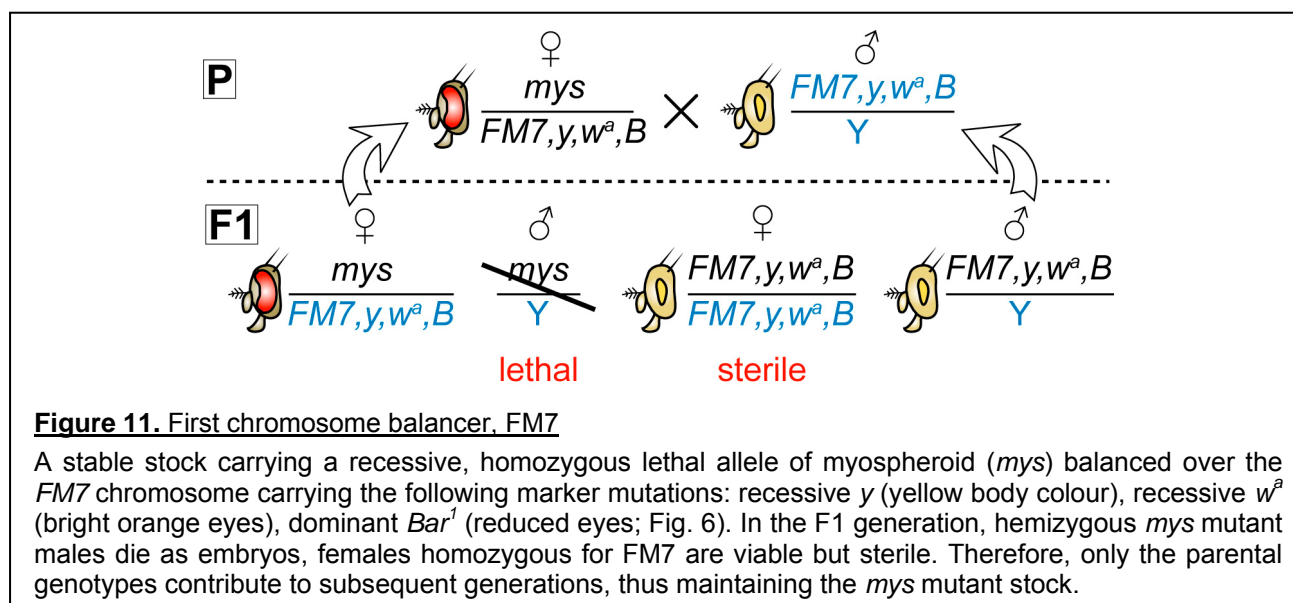 P
♀ ♂
mys FM7,y,wᵃ,B
FM7,y,wᵃ,B × Y
F1
♀ ♂ ♀ ♂
mys mys FM7,y,wᵃ,B FM7,y,wᵃ,B
FM7,y,wᵃ,B Y FM7,y,wᵃ,B Y
lethal sterile
Figure 11. First chromosome balancer, FM7
A stable stock carrying a recessive, homozygous lethal allele of myospheroid (mys) balanced over the
FM7 chromosome carrying the following marker mutations: recessive y (yellow body colour), recessive wᵃ
(bright orange eyes), dominant Bar¹ (reduced eyes; Fig. 6). In the F1 generation, hemizygous mys mutant
males die as embryos, females homozygous for FM7 are viable but sterile. Therefore, only the parental
genotypes contribute to subsequent generations, thus maintaining the mys mutant stock.